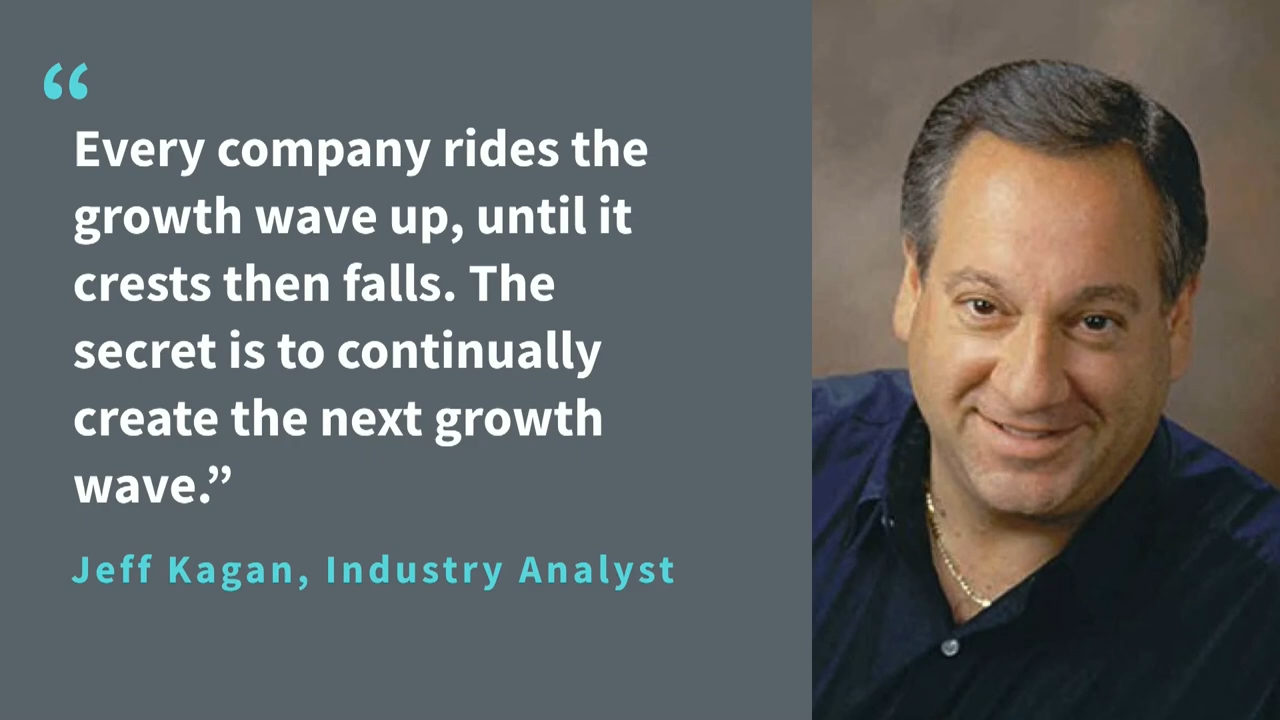 “
Every company rides the
growth wave up, until it
crests then falls. The
secret is to continually
create the next growth
wave.”
Jeff Kagan, Industry Analyst